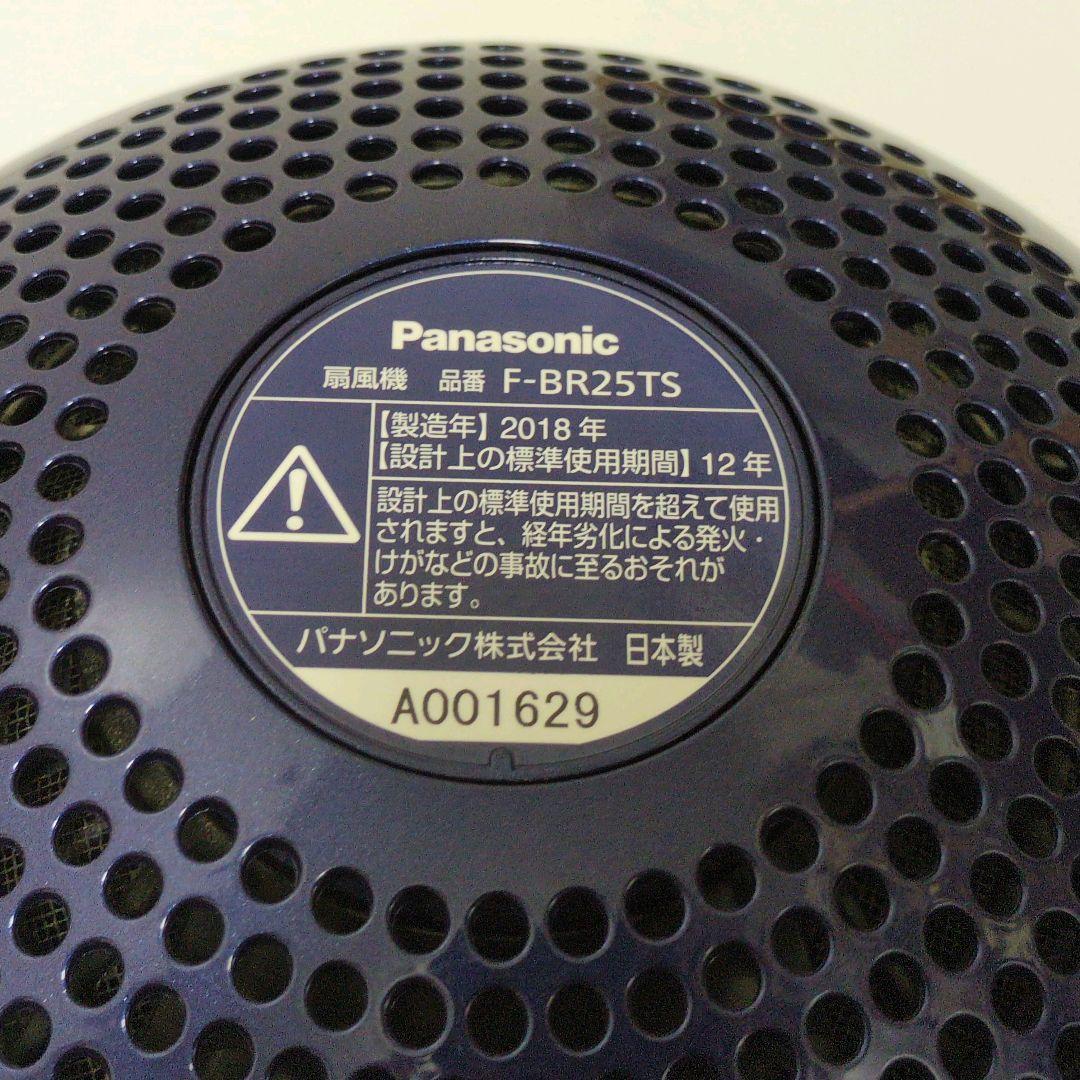 Panasonic
扇風機 品番 F-BR25TS
【製造年】2018 年
【設計上の標準使用期間】12 年
設計上の標準使用期間を超えて使用
されますと、経年劣化による発火・
けがなどの事故に至るおそれが
あります。
パナソニック株式会社 日本製
A001629